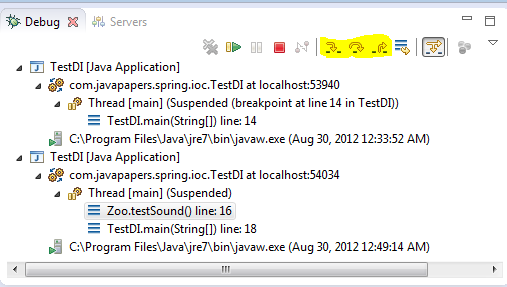 Debug Servers
TestDI [Java Application]
com.javapapers.spring.ioc.TestDI at localhost:53940
Thread [main] (Suspended (breakpoint at line 14 in TestDI))
TestDI.main(String[]) line: 14
C:\Program Files\Java\jre7\bin\javaw.exe (Aug 30, 2012 12:33:52 AM)
TestDI [Java Application]
com.javapapers.spring.ioc.TestDI at localhost:54034
Thread [main] (Suspended)
Zoo.testSound() line: 16
TestDI.main(String[]) line: 18
C:\Program Files\Java\jre7\bin\javaw.exe (Aug 30, 2012 12:49:14 AM)